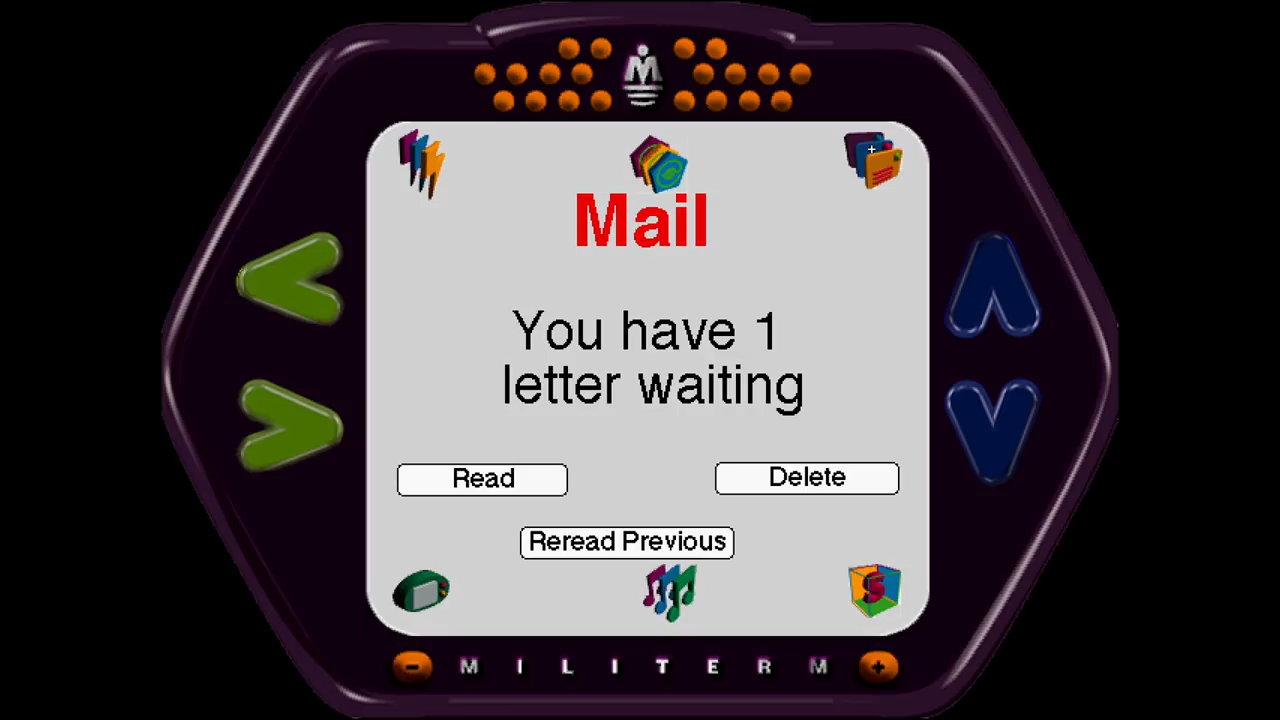 M
Mail
You have 1
letter waiting
Read
Delete
Reread Previous
S
- M I L I T E R M +